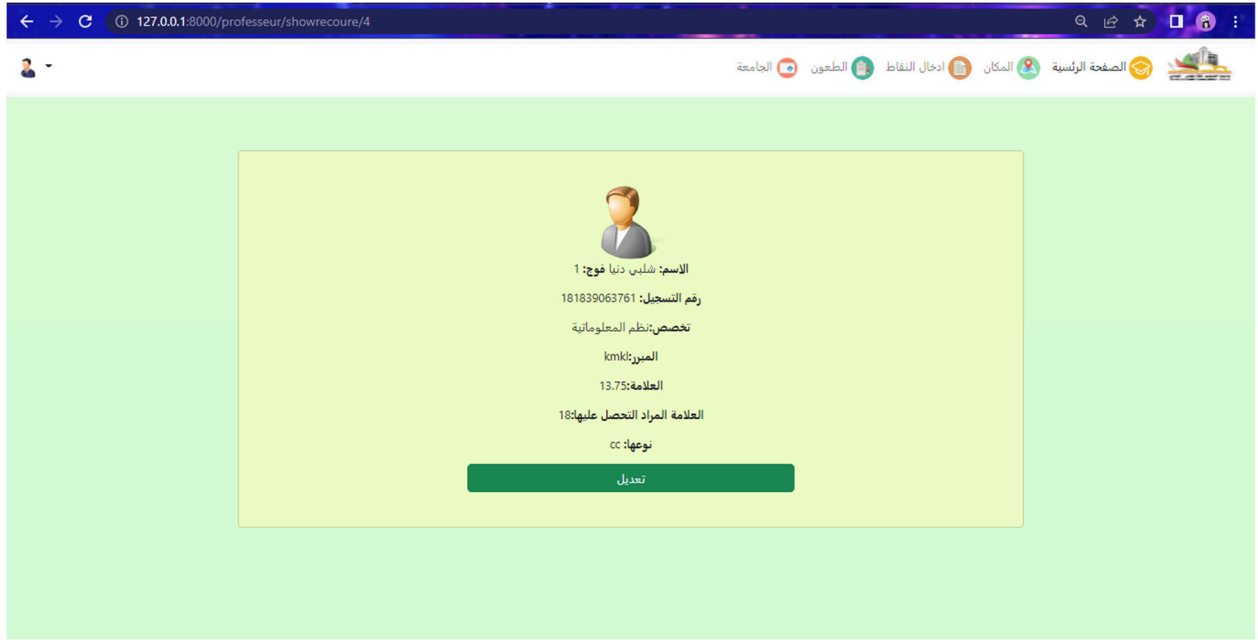 127.0.0.1:8000/professeur/showrecoure/4
الصفحة الرئسية المكان ادخال النقاط الطعون الجامعة
الاسم: شلبي دنيا فوج: 1
رقم التسجيل: 181839063761
تخصص:نظم المعلوماتية
المبرر:kmkl
العلامة:13.75
العلامة المراد التحصل عليها:18
نوعها: cc
تعديل